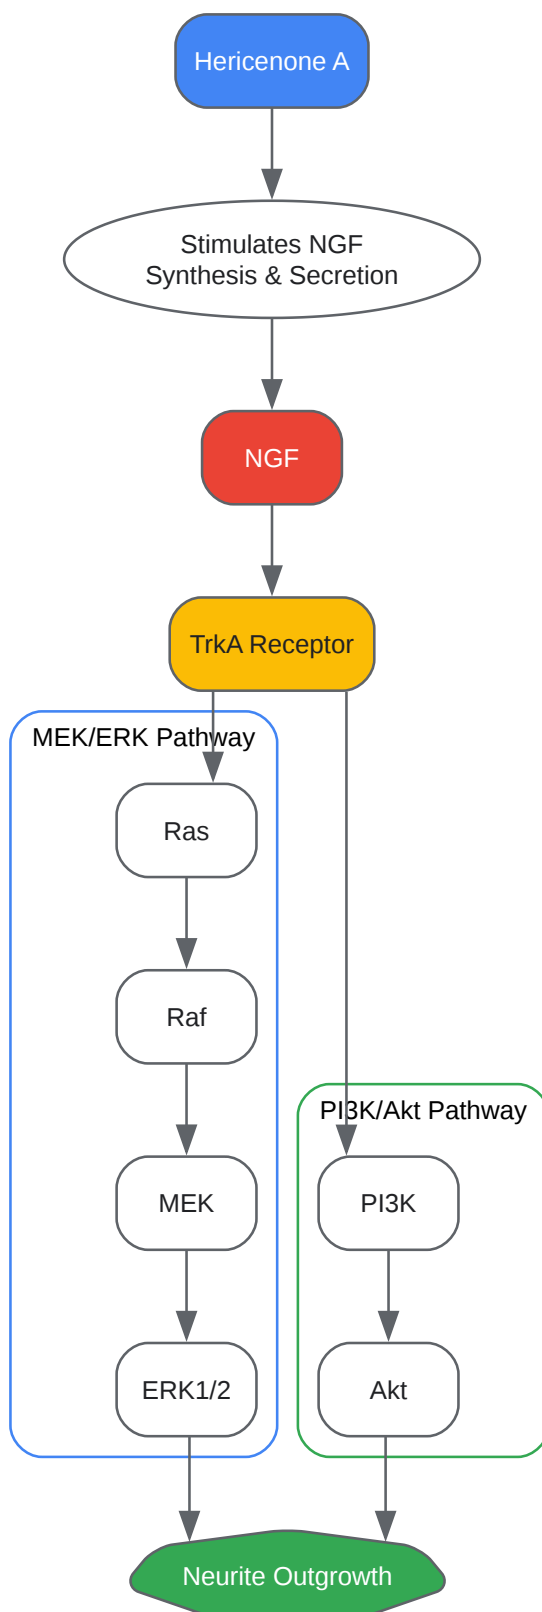 Hericenone A
Stimulates NGF
Synthesis & Secretion
NGF
TrkA Receptor
MEK/ERK Pathway
Ras
Raf
MEK
ERK1/2
PI3K/Akt Pathway
PI3K
Akt
Neurite Outgrowth